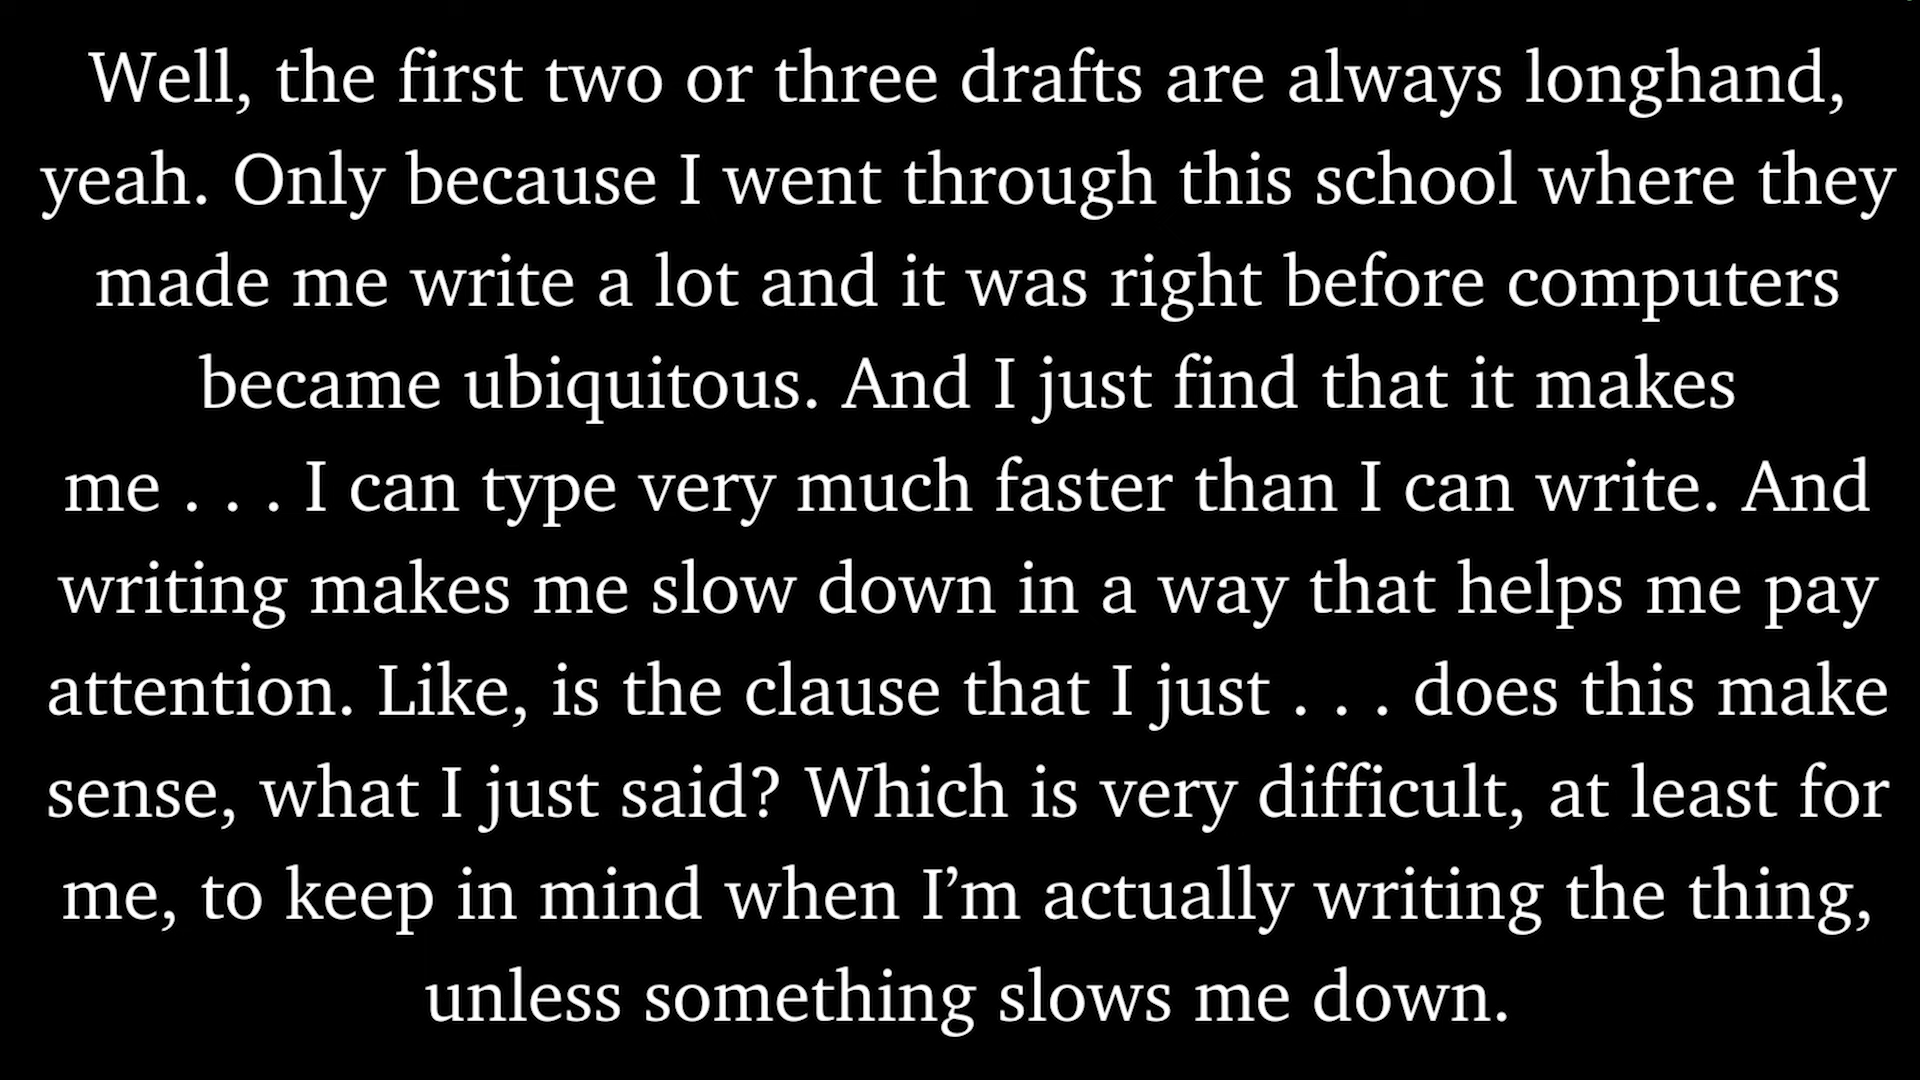 Well, the first two or three drafts are always longhand,
yeah. Only because I went through this school where they
made me write a lot and it was right before computers
became ubiquitous. And I just find that it makes
me . . . I can type very much faster than I can write. And
writing makes me slow down in a way that helps me pay
attention. Like, is the clause that I just . . . does this make
sense, what I just said? Which is very difficult, at least for
me, to keep in mind when I’m actually writing the thing,
unless something slows me down.